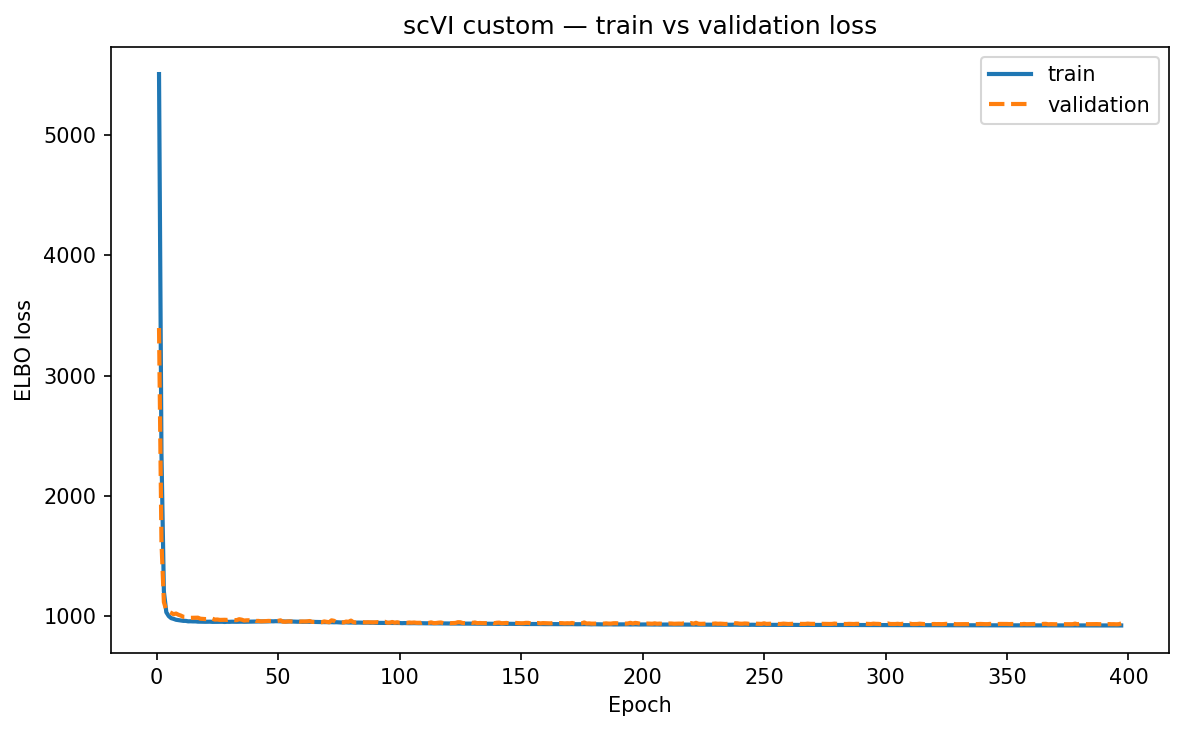 scVI custom — train vs validation loss
train
validation
5000
4000
3000
2000
1000
ELBO loss
0 50 100 150 200 250 300 350 400
Epoch